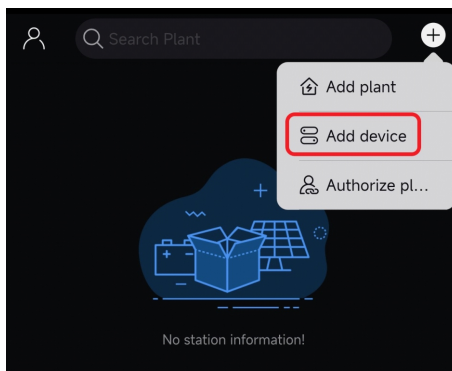 Search Plant
Add plant
Add device
Authorize pl...
No station information!